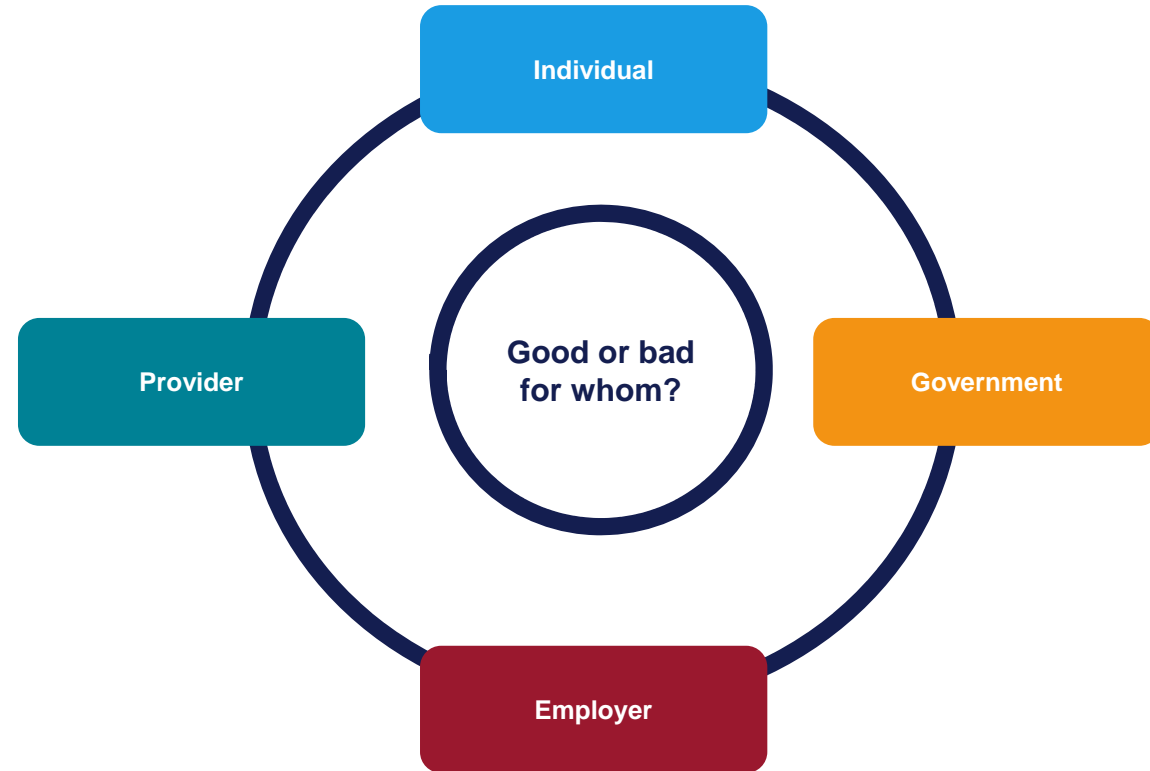 Individual
Provider
Good or bad
for whom?
Government
Employer